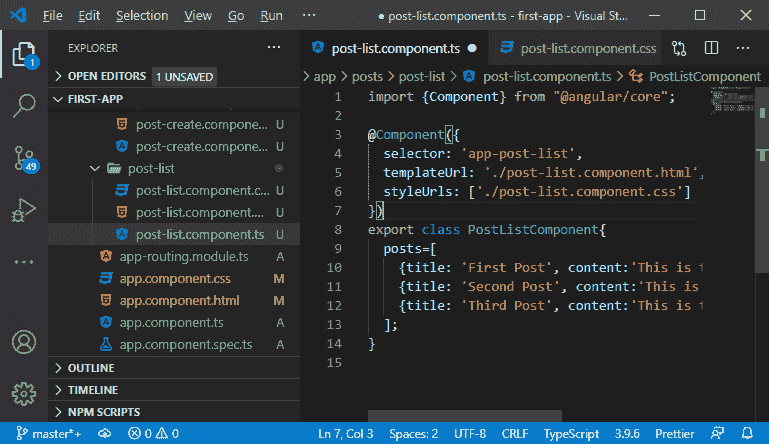 File Edit Selection View Go Run ··· ● post-list.component.ts - first-app - Visual St...
EXPLORER ···
OPEN EDITORS 1 UNSAVED
FIRST-APP
post-create.compone... U
post-create.compone... U
post-list
post-list.component.c... U
post-list.component.... U
post-list.component.ts U
app-routing.module.ts A
app.component.css M
app.component.html M
app.component.ts A
app.component.spec.ts A
OUTLINE
TIMELINE
NPM SCRIPTS
1
49
post-list.component.ts ● post-list.component.css ···
> app > posts > post-list > post-list.component.ts > PostListComponent
1 import {Component} from "@angular/core";
2
3 @Component({
4 selector: 'app-post-list',
5 templateUrl: './post-list.component.html',
6 styleUrls: ['./post-list.component.css']
7 })
8 export class PostListComponent{
9 posts=[
10 {title: 'First Post', content:'This is t
11 {title: 'Second Post', content:'This is
12 {title: 'Third Post', content:'This is t
13 ];
14 }
15
master*+ 0 0 Ln 7, Col 3 Spaces: 2 UTF-8 CRLF TypeScript 3.9.6 Prettier